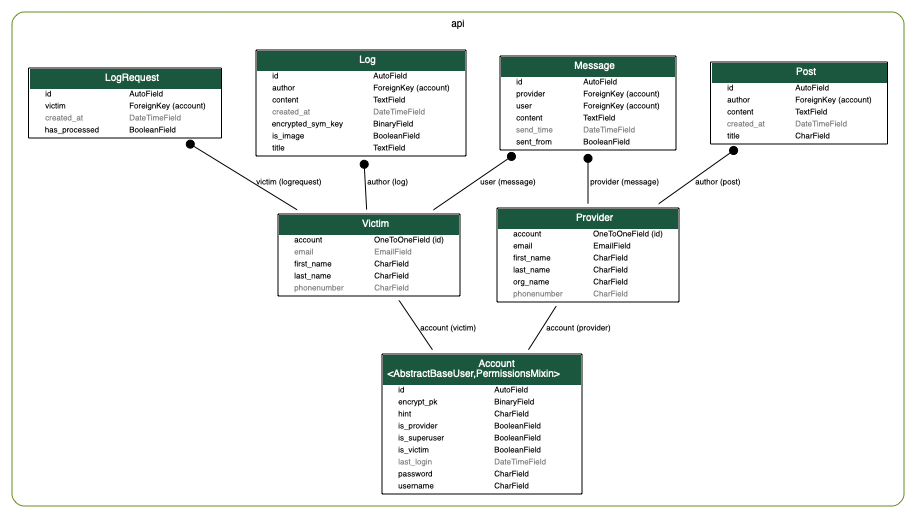 api
LogRequest
id AutoField
victim ForeignKey (account)
created_at DateTimeField
has_processed BooleanField
Log
id AutoField
author ForeignKey (account)
content TextField
created_at DateTimeField
encrypted_sym_key BinaryField
is_image BooleanField
title TextField
Message
id AutoField
provider ForeignKey (account)
user ForeignKey (account)
content TextField
send_time DateTimeField
sent_from BooleanField
Post
id AutoField
author ForeignKey (account)
content TextField
created_at DateTimeField
title CharField
victim (logrequest)
author (log)
user (message)
provider (message)
author (post)
Victim
account OneToOneField (id)
email EmailField
first_name CharField
last_name CharField
phonenumber CharField
Provider
account OneToOneField (id)
email EmailField
first_name CharField
last_name CharField
org_name CharField
phonenumber CharField
account (victim)
account (provider)
Account
<AbstractBaseUser,PermissionsMixin>
id AutoField
encrypt_pk BinaryField
hint CharField
is_provider BooleanField
is_superuser BooleanField
is_victim BooleanField
last_login DateTimeField
password CharField
username CharField